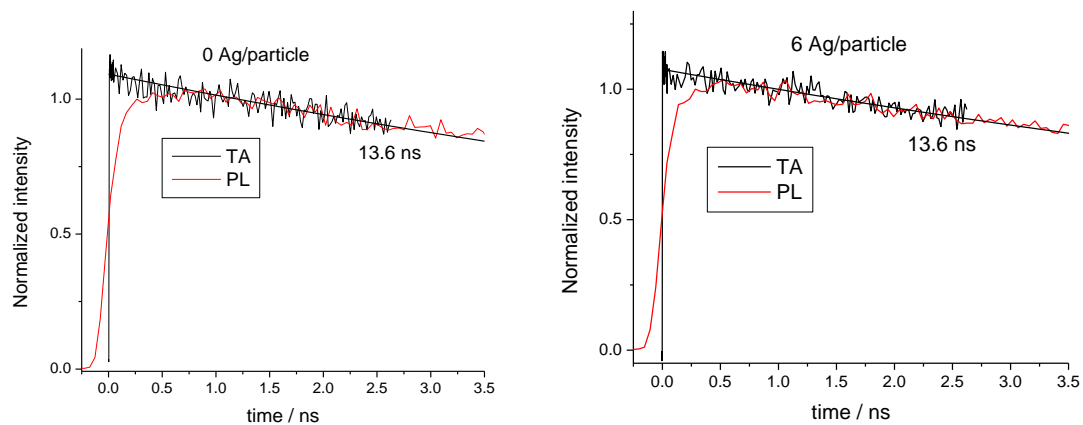 0 Ag/particle
1.0
0.5
0.0
Normalized intensity
TA
PL
13.6 ns
0.0 0.5 1.0 1.5 2.0 2.5 3.0 3.5
time / ns
6 Ag/particle
1.0
0.5
0.0
Normalized intensity
TA
PL
13.6 ns
0.0 0.5 1.0 1.5 2.0 2.5 3.0 3.5
time / ns